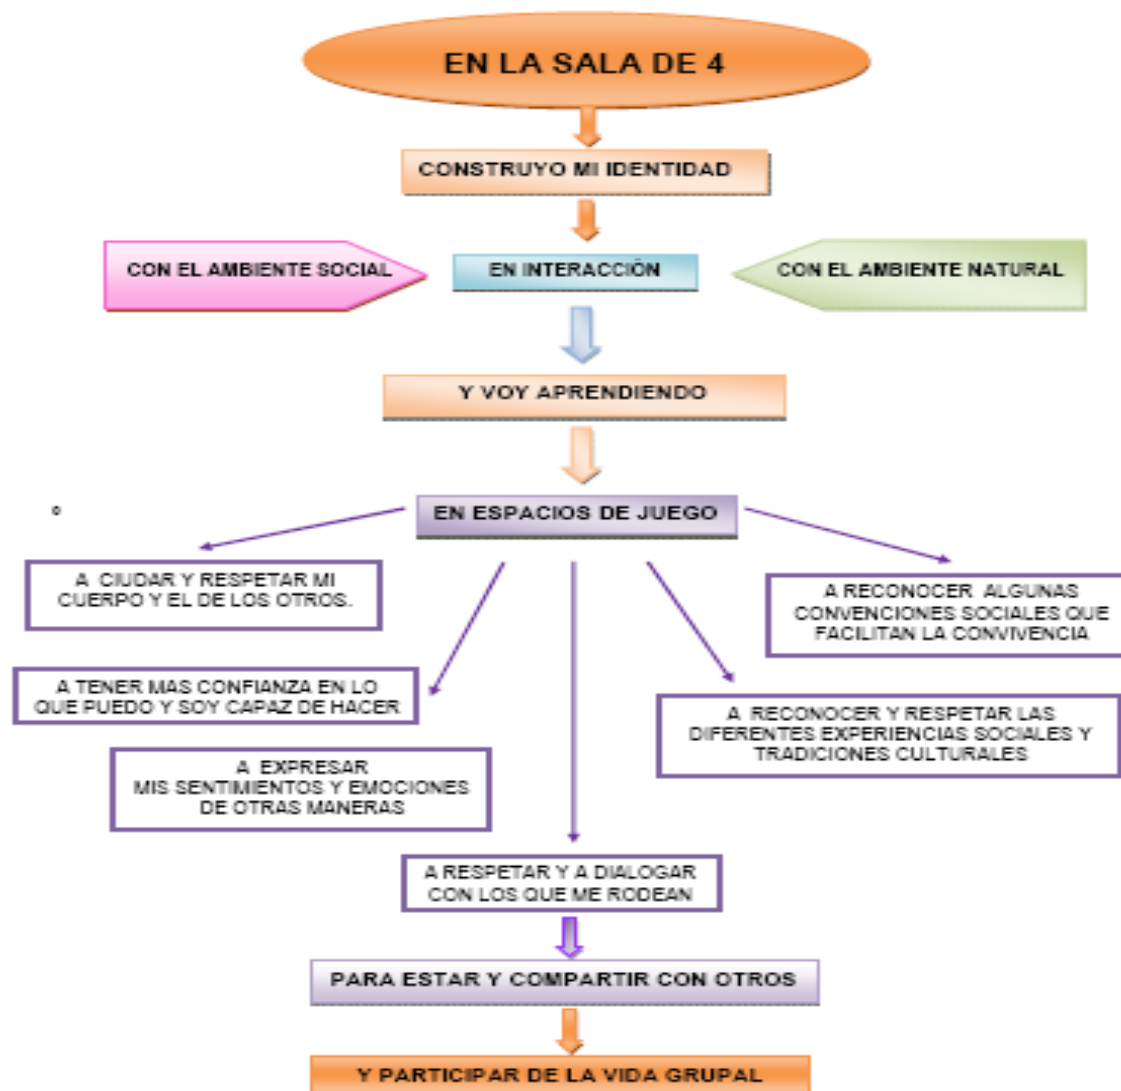 EN LA SALA DE 4
CONSTRUYO MI IDENTIDAD
CON EL AMBIENTE SOCIAL
EN INTERACCIÓN
CON EL AMBIENTE NATURAL
Y VOY APRENDIENDO
EN ESPACIOS DE JUEGO
A CIUDAR Y RESPETAR MI
CUERPO Y EL DE LOS OTROS.
A RECONOCER ALGUNAS
CONVENCIONES SOCIALES QUE
FACILITAN LA CONVIVENCIA
A TENER MAS CONFIANZA EN LO
QUE PUEDO Y SOY CAPAZ DE HACER
A RECONOCER Y RESPETAR LAS
DIFERENTES EXPERIENCIAS SOCIALES Y
TRADICIONES CULTURALES
A EXPRESAR
MIS SENTIMIENTOS Y EMOCIONES
DE OTRAS MANERAS
A RESPETAR Y A DIALOGAR
CON LOS QUE ME RODEAN
PARA ESTAR Y COMPARTIR CON OTROS
Y PARTICIPAR DE LA VIDA GRUPAL